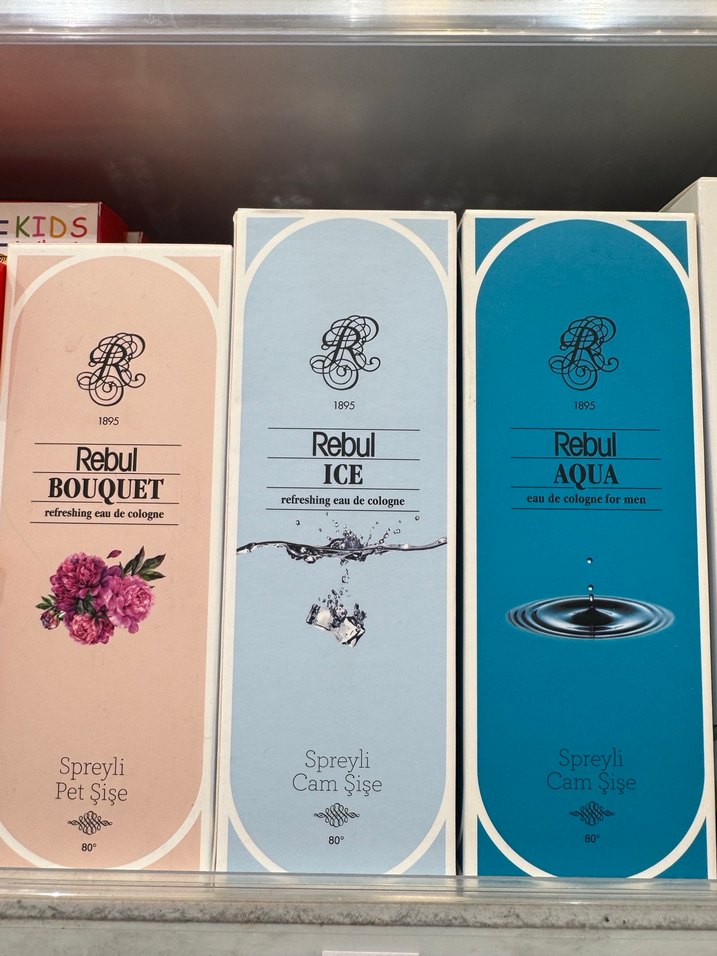 KIDS
R
1895
Rebul
BOUQUET
refreshing eau de cologne
Spreyli
Pet Şişe
80°
R
1895
Rebul
ICE
refreshing eau de cologne
Spreyli
Cam Şişe
80°
R
1895
Rebul
AQUA
eau de cologne for men
Spreyli
Cam Şişe
80°